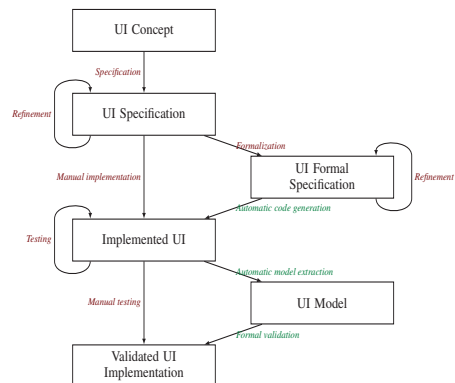 UI Concept
Specification
Refinement
UI Specification
Formalization
Manual implementation
UI Formal
Specification
Refinement
Automatic code generation
Testing
Implemented UI
Automatic model extraction
Manual testing
UI Model
Formal validation
Validated UI
Implementation